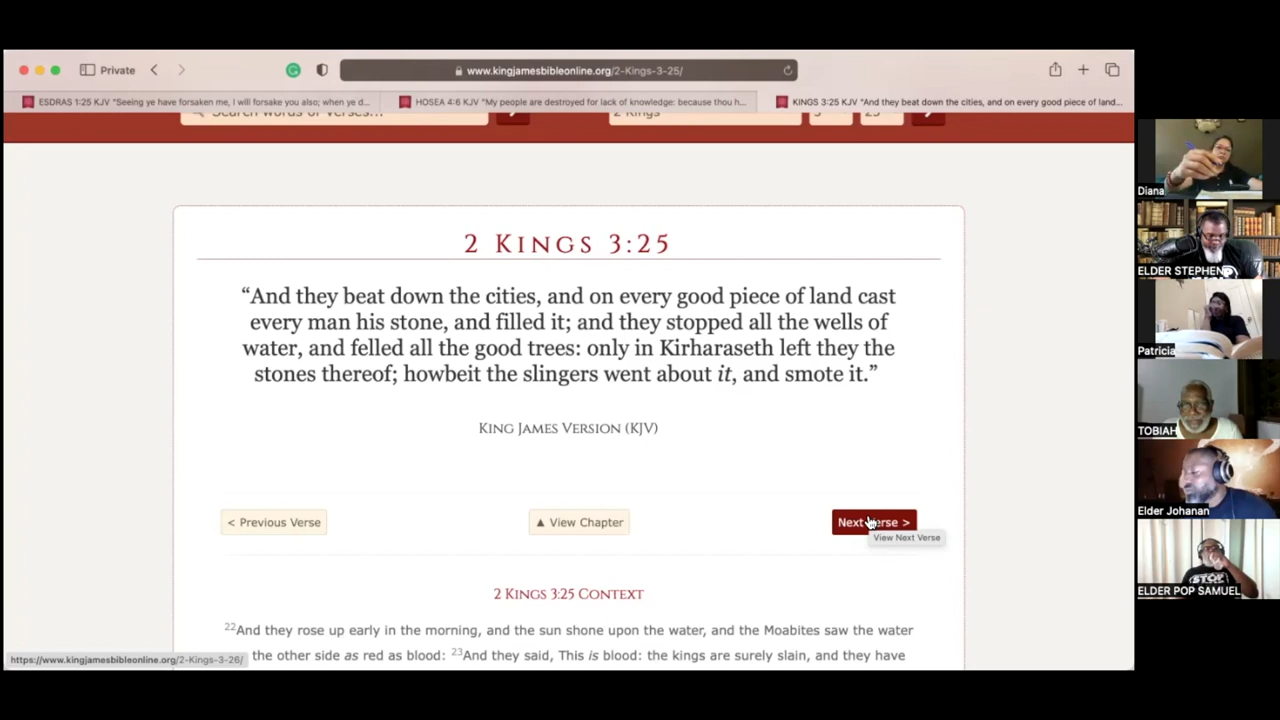 Private
www.kingjamesbibleonline.org/2-Kings-3-25/
ESDRAS 1:25 KJV "Seeing ye have forsaken me, I will forsake you also; when ye d...
HOSEA 4:6 KJV "My people are destroyed for lack of knowledge: because thou h...
KINGS 3:25 KJV "And they beat down the cities, and on every good piece of land...
Search words or verses...
2 Kings
3
25
2 KINGS 3:25
“And they beat down the cities, and on every good piece of land cast
every man his stone, and filled it; and they stopped all the wells of
water, and felled all the good trees: only in Kirharaseth left they the
stones thereof; howbeit the slingers went about it, and smote it.”
KING JAMES VERSION (KJV)
< Previous Verse
▲ View Chapter
Next Verse >
View Next Verse
2 KINGS 3:25 CONTEXT
22And they rose up early in the morning, and the sun shone upon the water, and the Moabites saw the water
the other side as red as blood: 23And they said, This is blood: the kings are surely slain, and they have
https://www.kingjamesbibleonline.org/2-Kings-3-26/
Diana
ELDER STEPHEN
Patricia
TOBIAH
Elder Johanan
STOP
ELDER POP SAMUEL